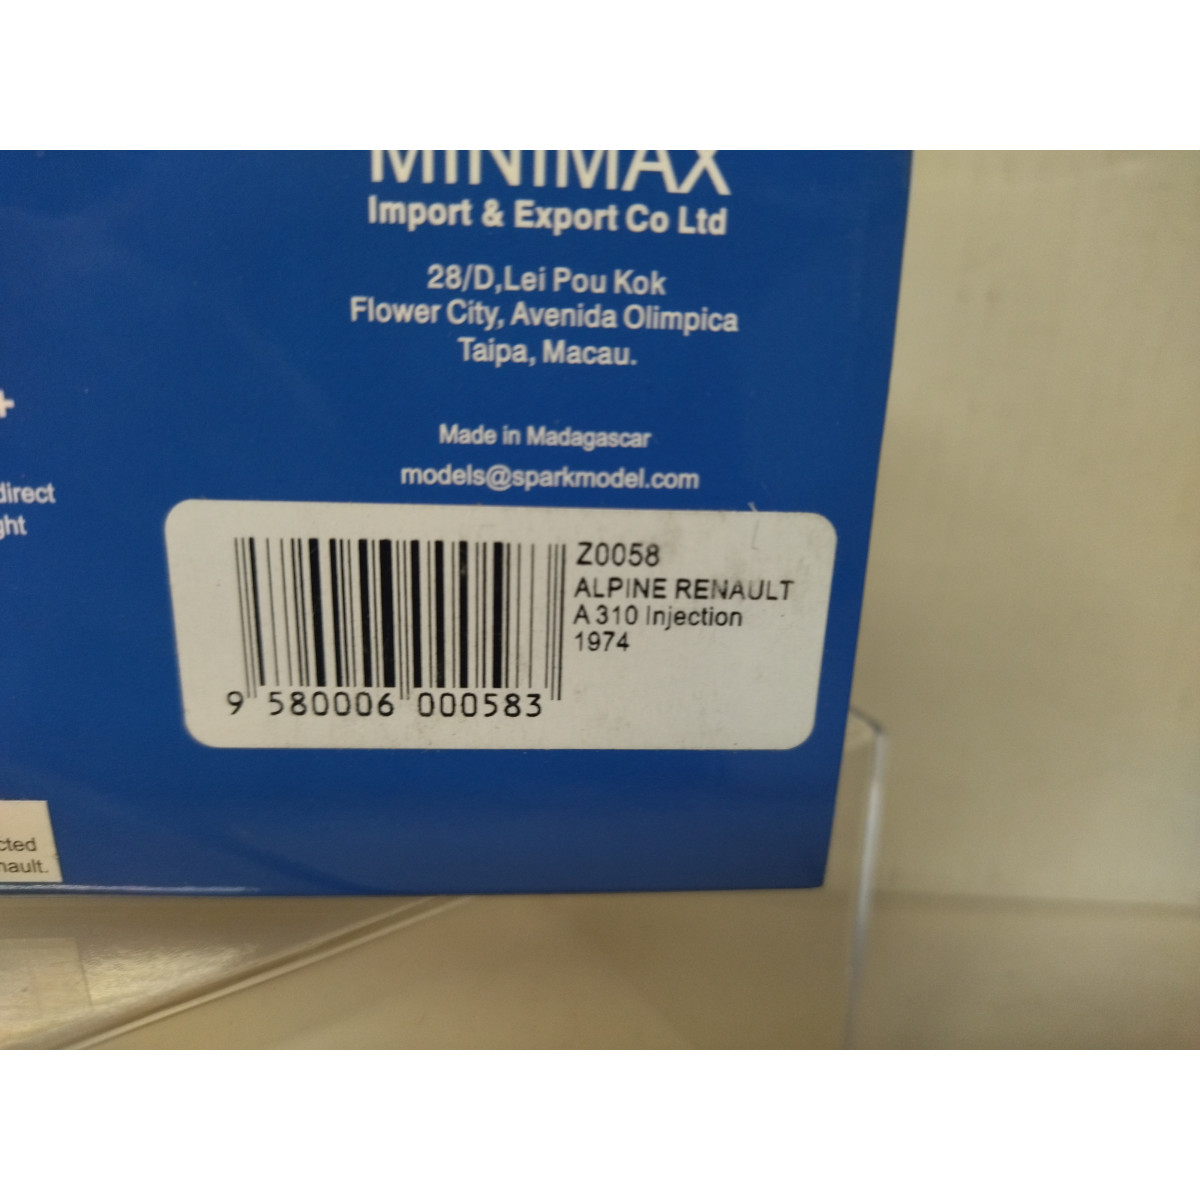 MINIMAX
Import & Export Co Ltd
28/D,Lei Pou Kok
Flower City, Avenida Olimpica
Taipa, Macau.
+
Made in Madagascar
models@sparkmodel.com
direct
Z0058
ALPINE RENAULT
A 310 Injection
1974
9 580006 000583